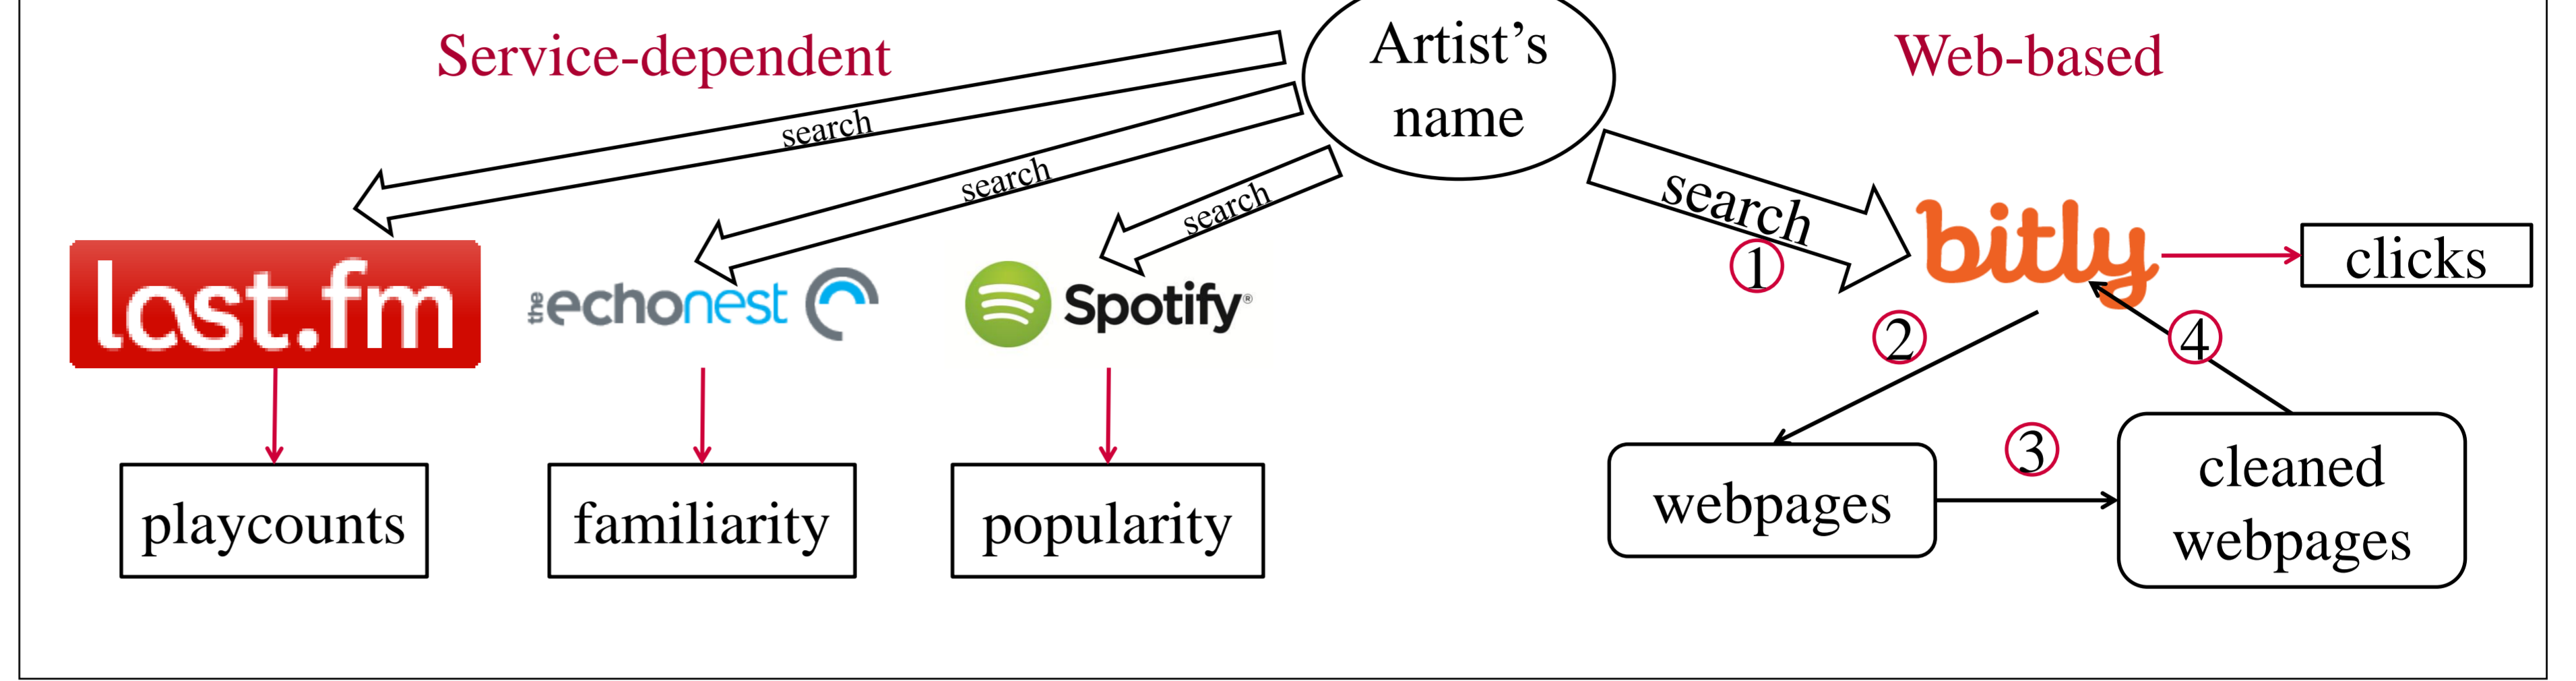 Service-dependent
Artist's
name
Web-based
search
search
search
search
1
last.fm
the echonest
Spotify®
bitly
clicks
2
4
3
playcounts
familiarity
popularity
webpages
cleaned
webpages